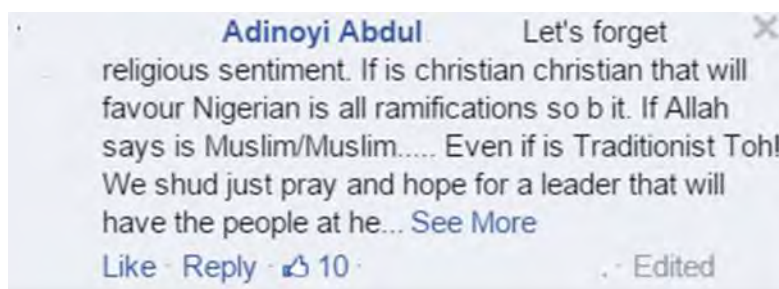 Adinoyi Abdul Let's forget
religious sentiment. If is christian christian that will
favour Nigerian is all ramifications so b it. If Allah
says is Muslim/Muslim..... Even if is Traditionist Toh!
We shud just pray and hope for a leader that will
have the people at he... See More
Like · Reply · 10 · . · Edited